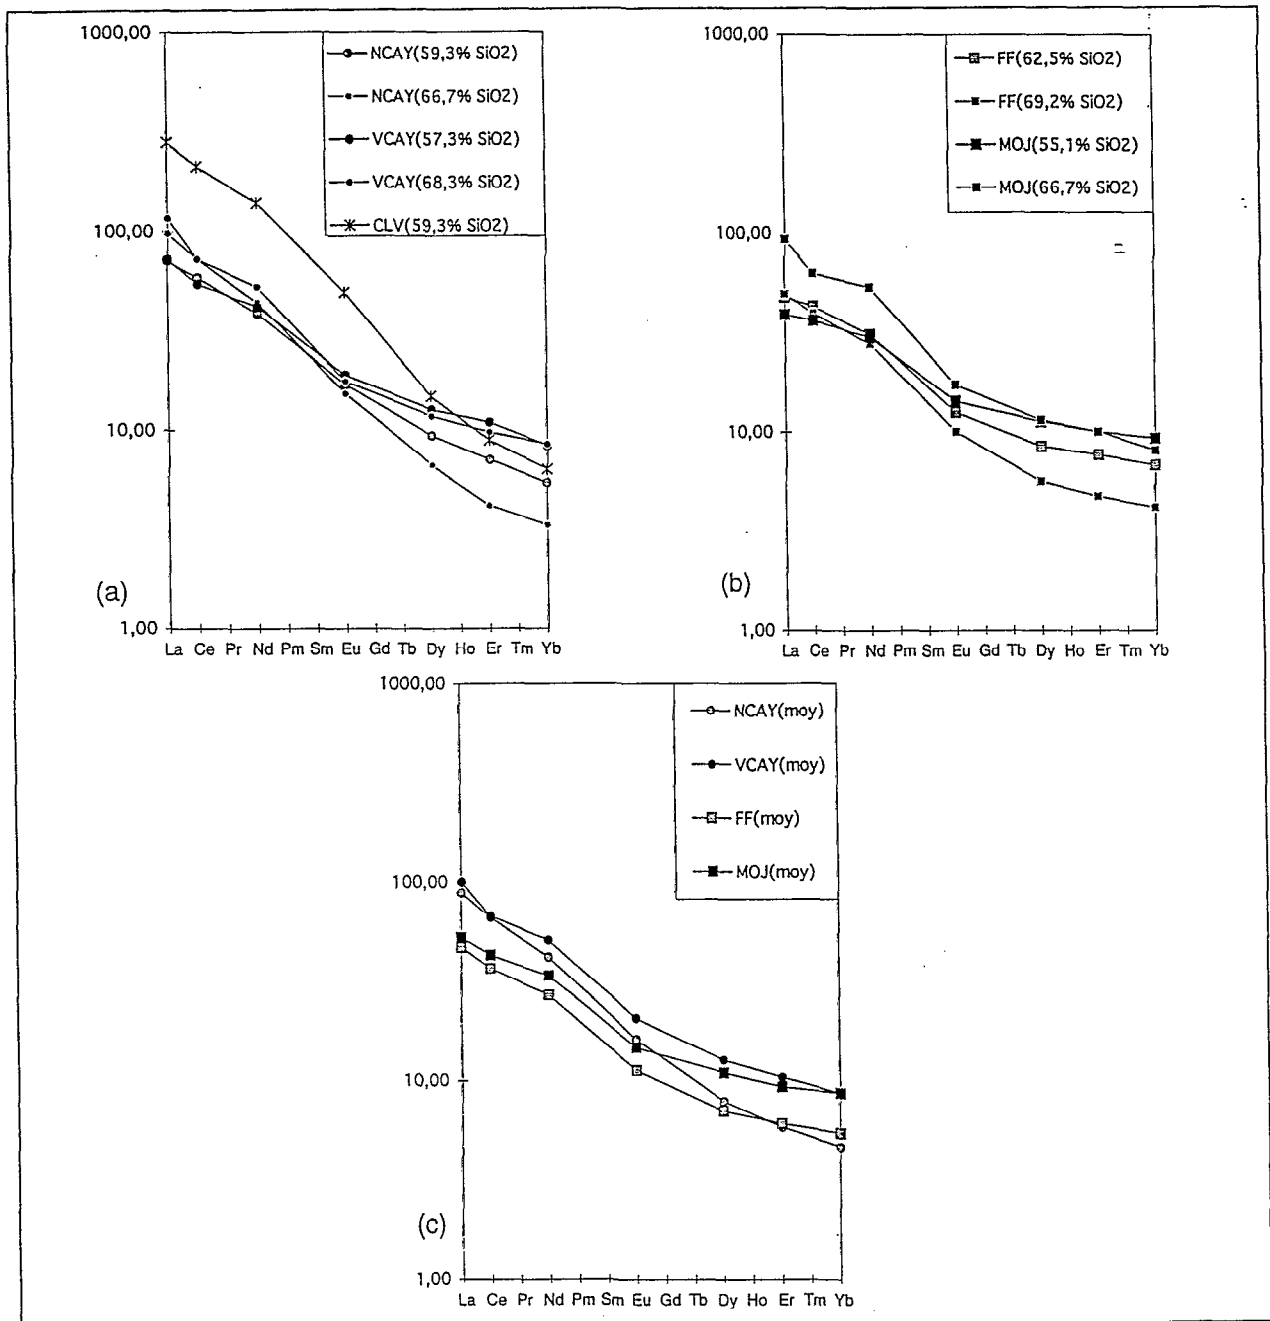 1000,00
100,00
10,00
1,00
NCAY(59,3% SiO2)
NCAY(66,7% SiO2)
VCAY(57,3% SiO2)
VCAY(68,3% SiO2)
CLV(59,3% SiO2)
(a)
La Ce Pr Nd Pm Sm Eu Gd Tb Dy Ho Er Tm Yb
1000,00
100,00
10,00
1,00
FF(62,5% SiO2)
FF(69,2% SiO2)
MOJ(55,1% SiO2)
MOJ(66,7% SiO2)
(b)
La Ce Pr Nd Pm Sm Eu Gd Tb Dy Ho Er Tm Yb
1000,00
100,00
10,00
1,00
NCAY(moy)
VCAY(moy)
FF(moy)
MOJ(moy)
(c)
La Ce Pr Nd Pm Sm Eu Gd Dy Ho Er Tm Yb